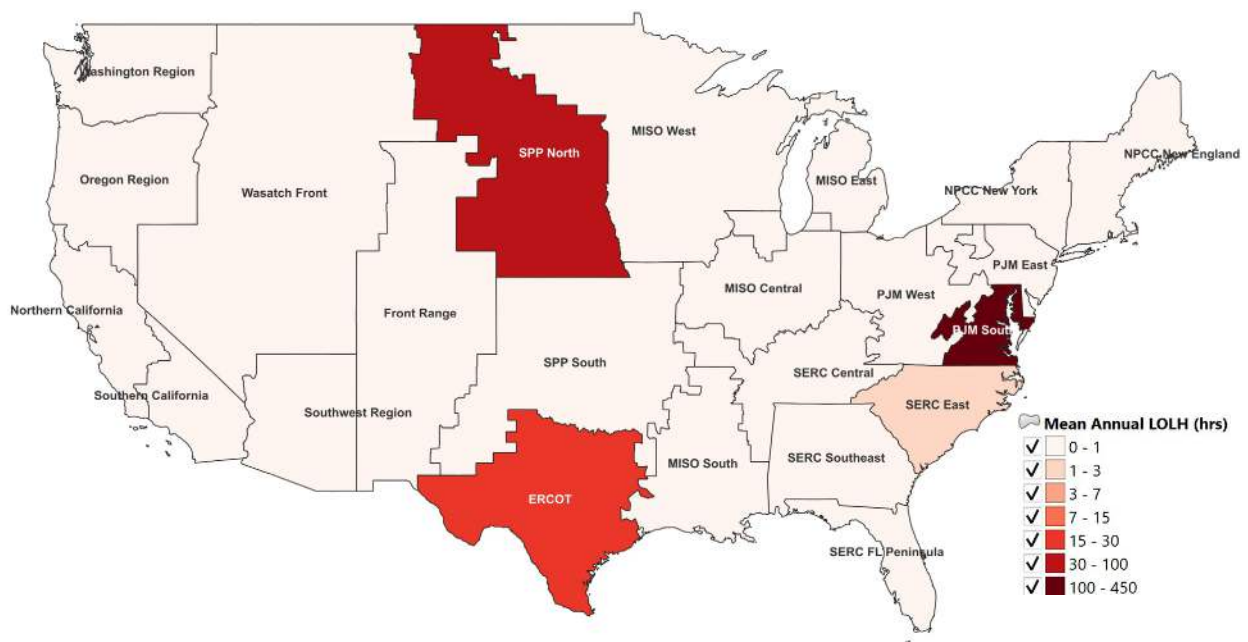 Washington Region
MISO West
SPP North
NPCC New England
Oregon Region
MISO East
Wasatch Front
NPCC New York
PJM East
MISO Central
PJM West
Northern California
Front Range
PJM South
SPP South
SERC Central
Southern California
Southwest Region
SERC East
Mean Annual LOLH (hrs)
0 - 1
MISO South
SERC Southeast
1 - 3
3 - 7
ERCOT
7 - 15
15 - 30
SERC FL Peninsula
30 - 100
100 - 450